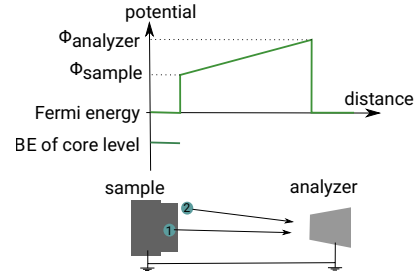 potential
Φanalyzer
Φsample
distance
Fermi energy
BE of core level
sample
analyzer
2
1